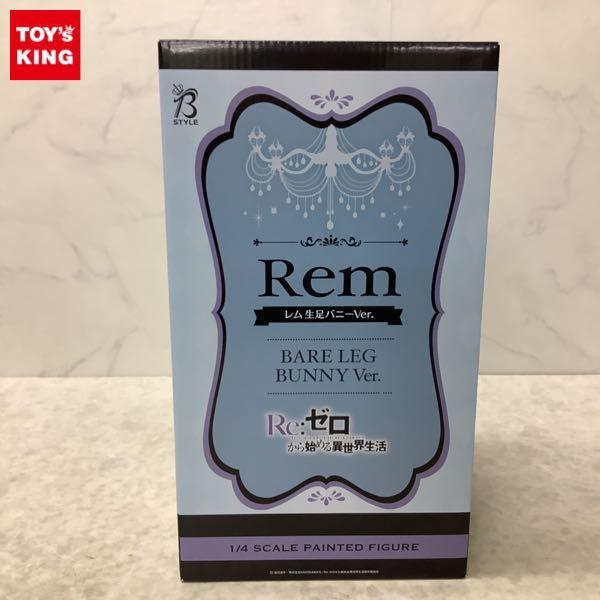 TOY's
KING
B
STYLE
Rem
レム 生足バニーVer.
BARE LEG
BUNNY Ver.
Re:ゼロ
から始める異世界生活
1/4 SCALE PAINTED FIGURE